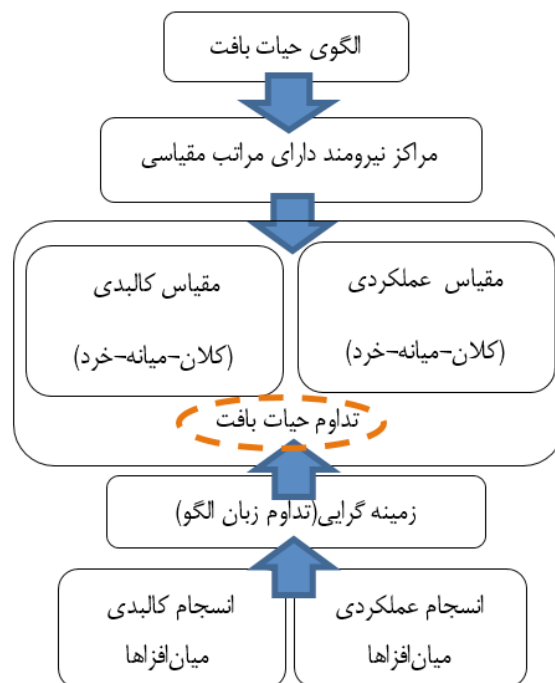 الگوی حیات بافت
مراکز نیرومند دارای مراتب مقیاسی
مقیاس عملکردی
(کلان-میانه-خرد)
مقیاس کالبدی
(کلان-میانه-خرد)
تداوم حیات بافت
زمینه گرایی(تداوم زبان الگو)
انسجام عملکردی
میان‌افزاها
انسجام کالبدی
میان‌افزاها